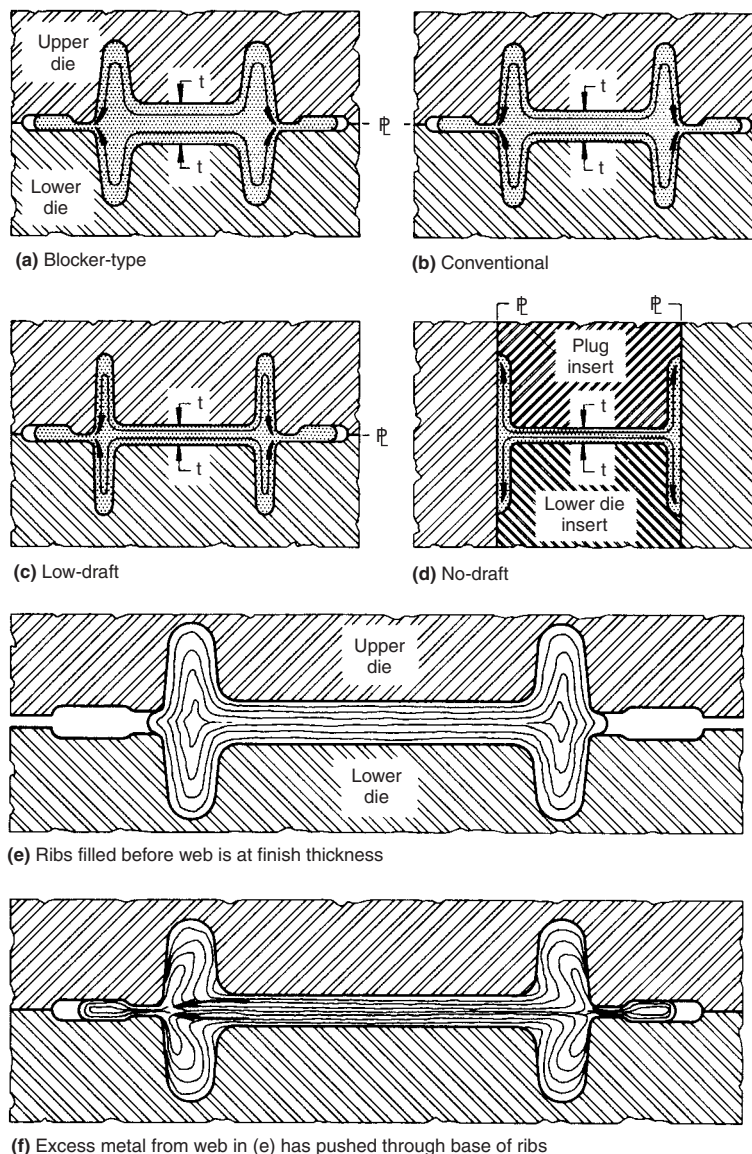 Upper
die
t
t
Lower
die
℄
(a) Blocker-type
t
t
(b) Conventional
t
t
℄
(c) Low-draft
℄ ℄
Plug
insert
t
t
Lower die
insert
(d) No-draft
Upper
die
Lower
die
(e) Ribs filled before web is at finish thickness
(f) Excess metal from web in (e) has pushed through base of ribs